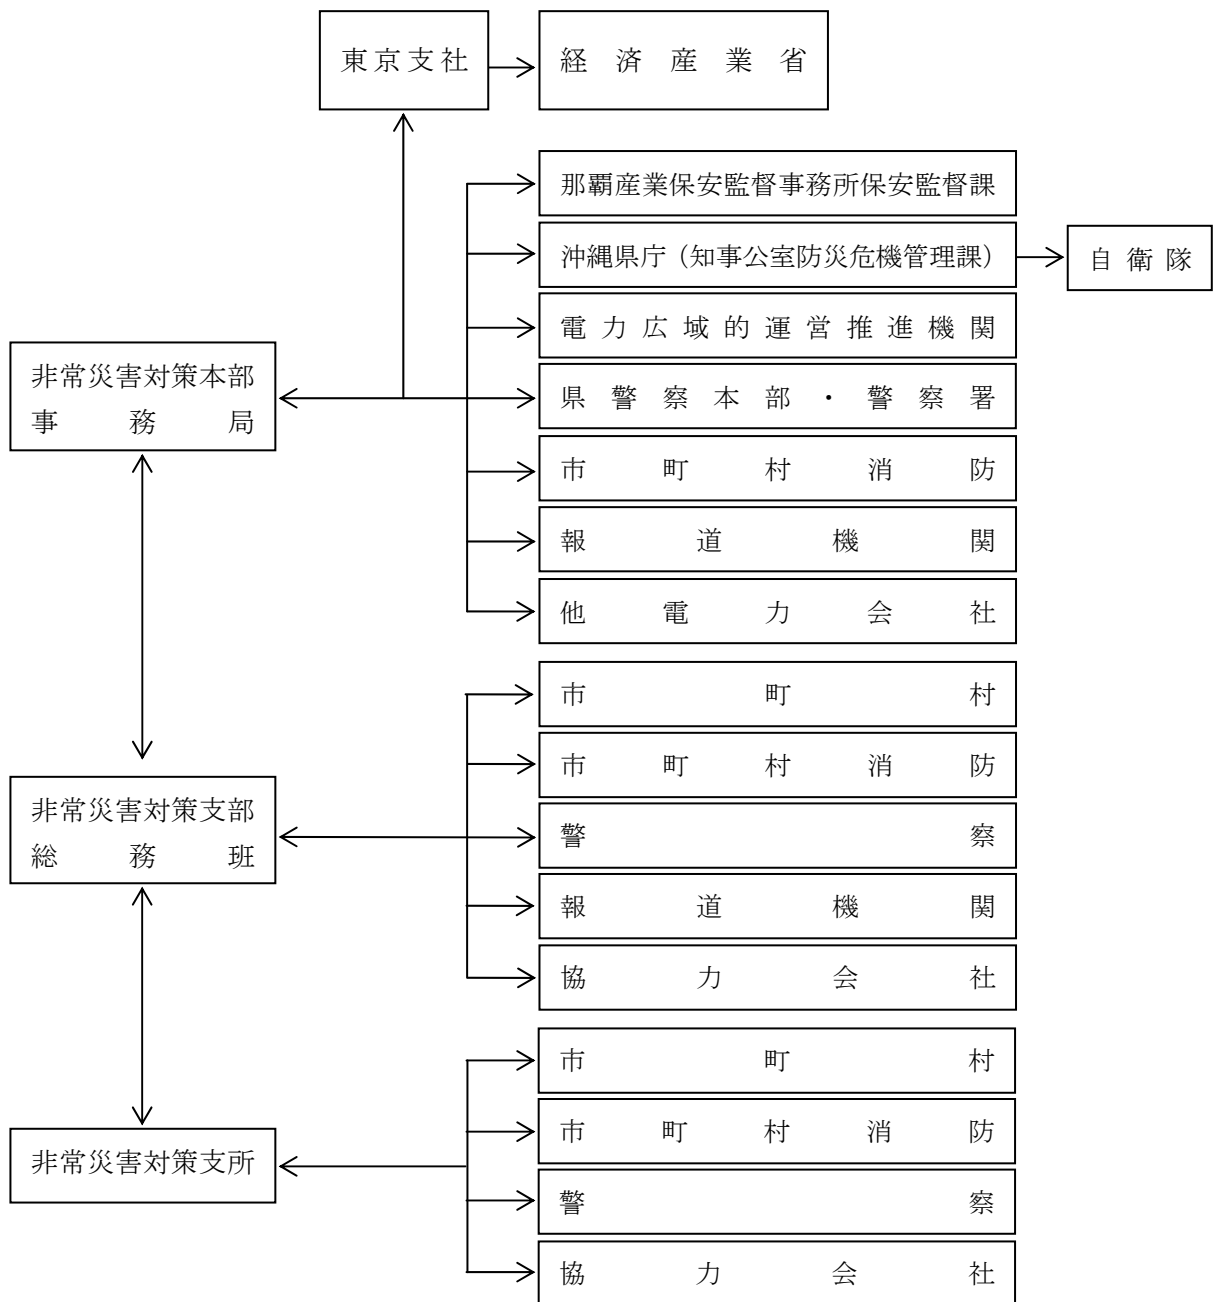 東京支社
経済産業省
那覇産業保安監督事務所保安監督課
沖縄県庁（知事公室防災危機管理課）
自衛隊
電力広域的運営推進機関
非常災害対策本部
事務局
県警察本部・警察署
市町村消防
報道機関
他電力会社
市町村
市町村消防
非常災害対策支部
総務班
警察
報道機関
協力会社
市町村
市町村消防
非常災害対策支所
警察
協力会社